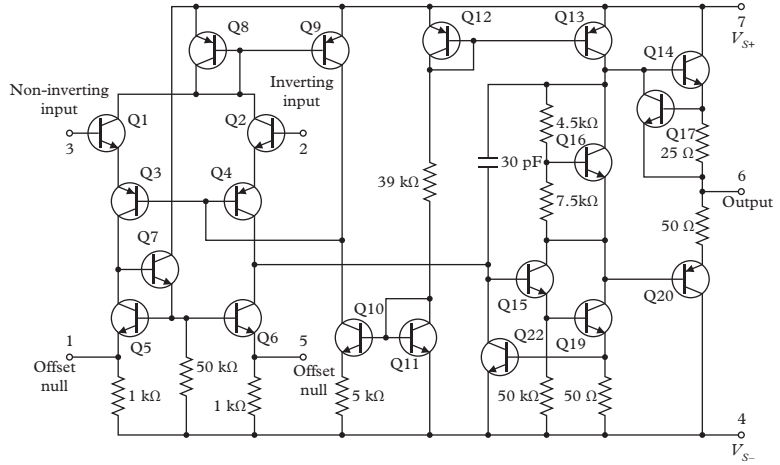 Q8
Q9
Q12
Q13
7
V_S+
Q14
Non-inverting
input
Inverting
input
Q1
Q2
3
2
4.5kΩ
Q16
Q17
25 Ω
30 pF
Q3
Q4
39 kΩ
7.5kΩ
6
Output
50 Ω
Q7
Q15
Q20
1
Q5
Q6
5
Q10
Q11
Q22
Q19
Offset
null
50 kΩ
Offset
null
1 kΩ
1 kΩ
5 kΩ
50 kΩ
50 Ω
4
V_S–